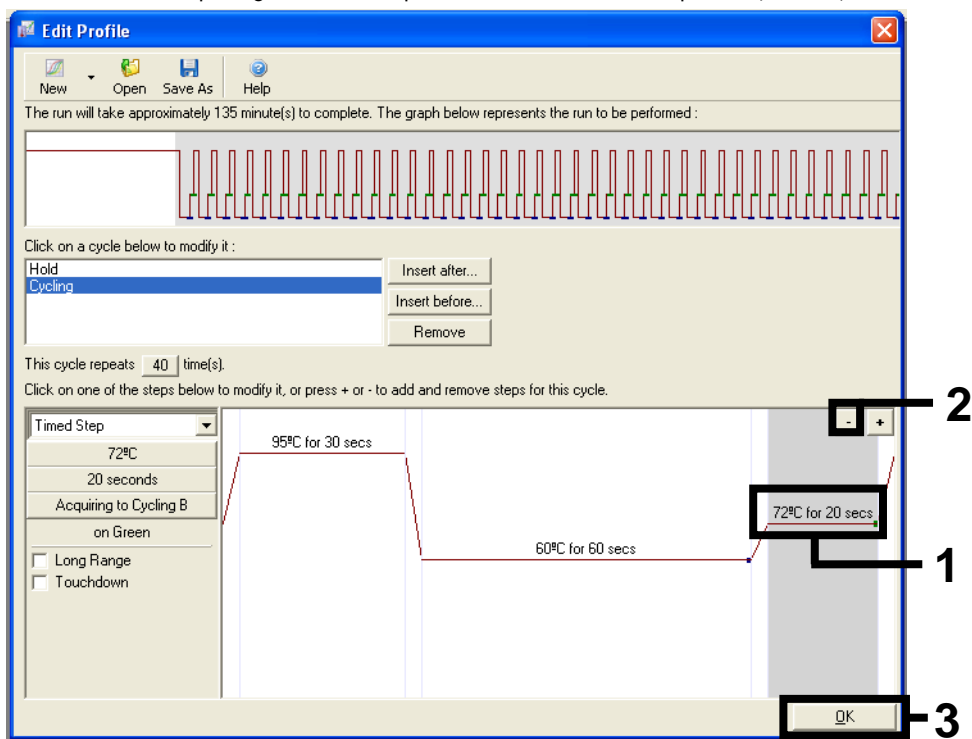 Edit Profile
New Open Save As Help
The run will take approximately 135 minute(s) to complete. The graph below represents the run to be performed :
Click on a cycle below to modify it :
Hold
Cycling
Insert after...
Insert before...
Remove
This cycle repeats 40 time(s).
Click on one of the steps below to modify it, or press + or - to add and remove steps for this cycle.
Timed Step
72ºC
20 seconds
Acquiring to Cycling B
on Green
Long Range
Touchdown
95ºC for 30 secs
60ºC for 60 secs
72ºC for 20 secs
- +
2
1
OK
3